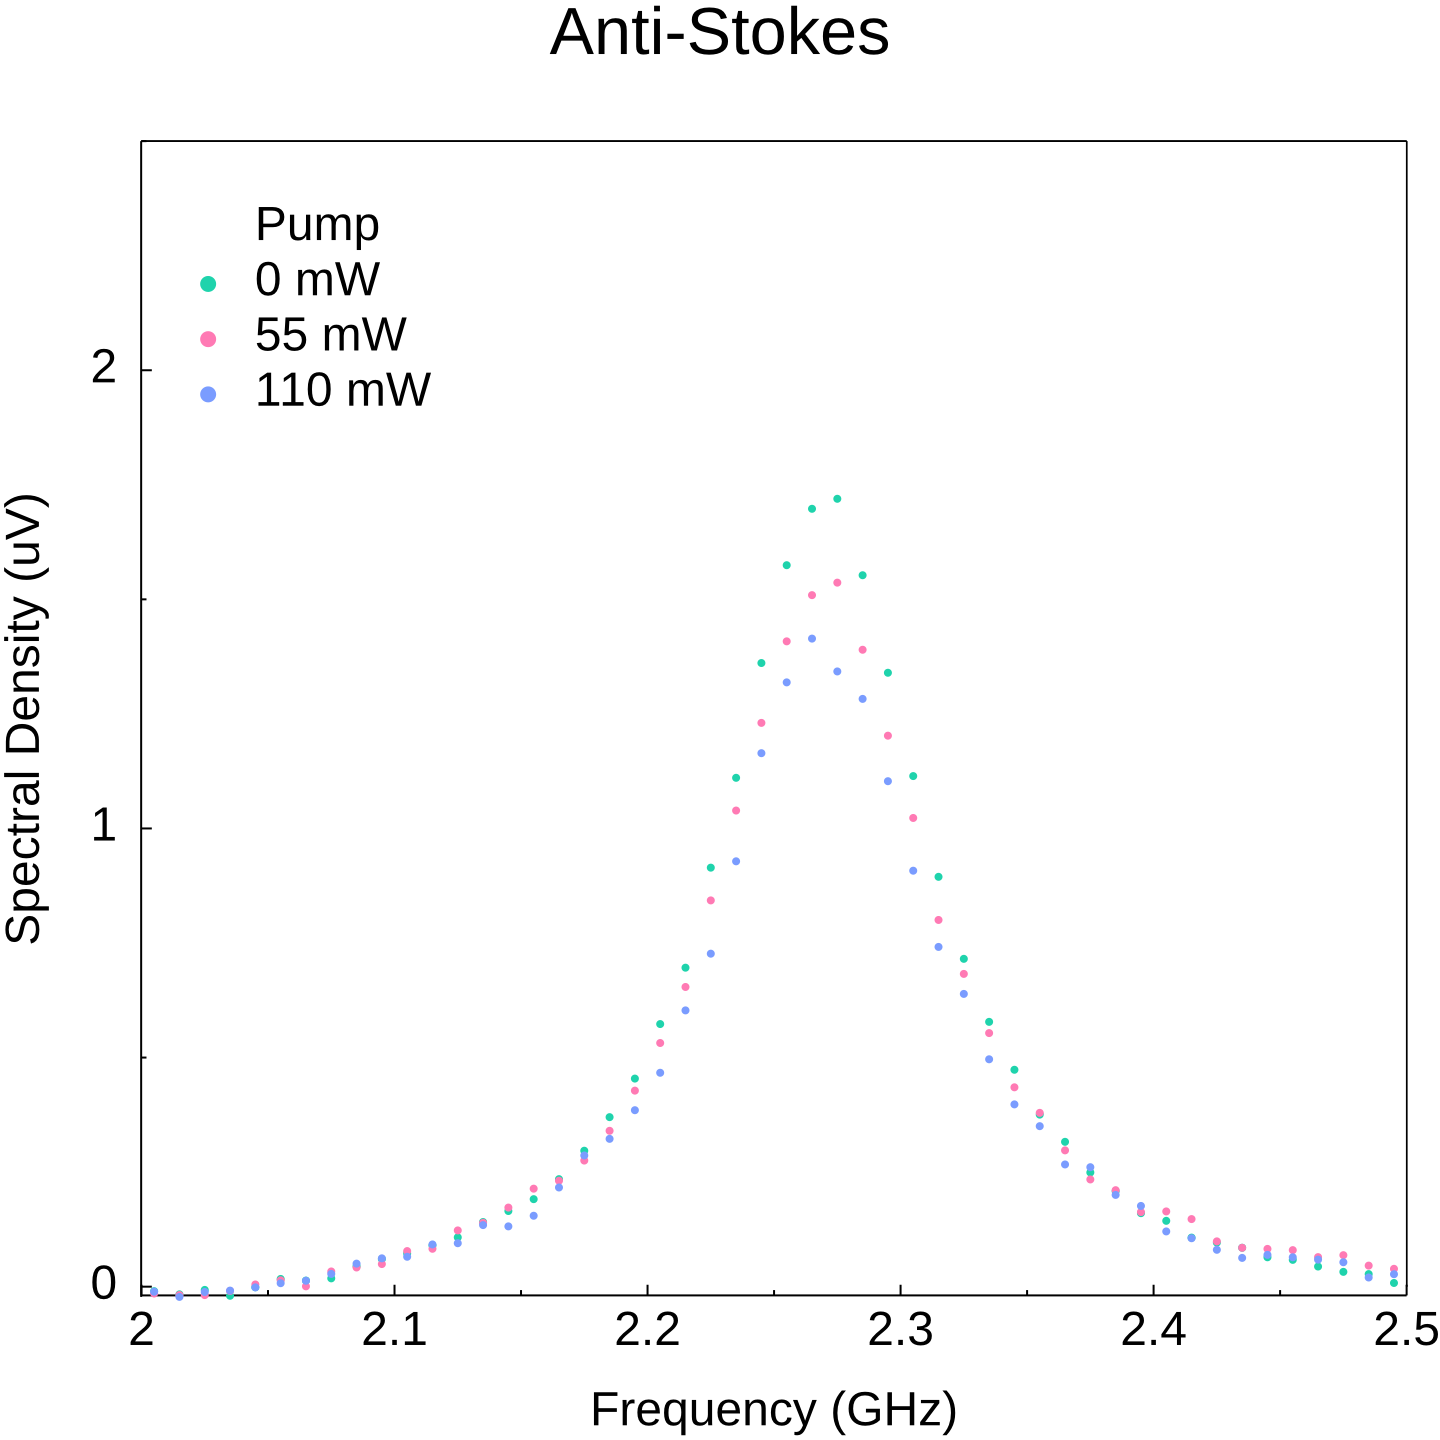 Anti-Stokes
Pump
0 mW
55 mW
110 mW
2
1
0
Spectral Density (uV)
2
2.1
2.2
2.3
2.4
2.5
Frequency (GHz)